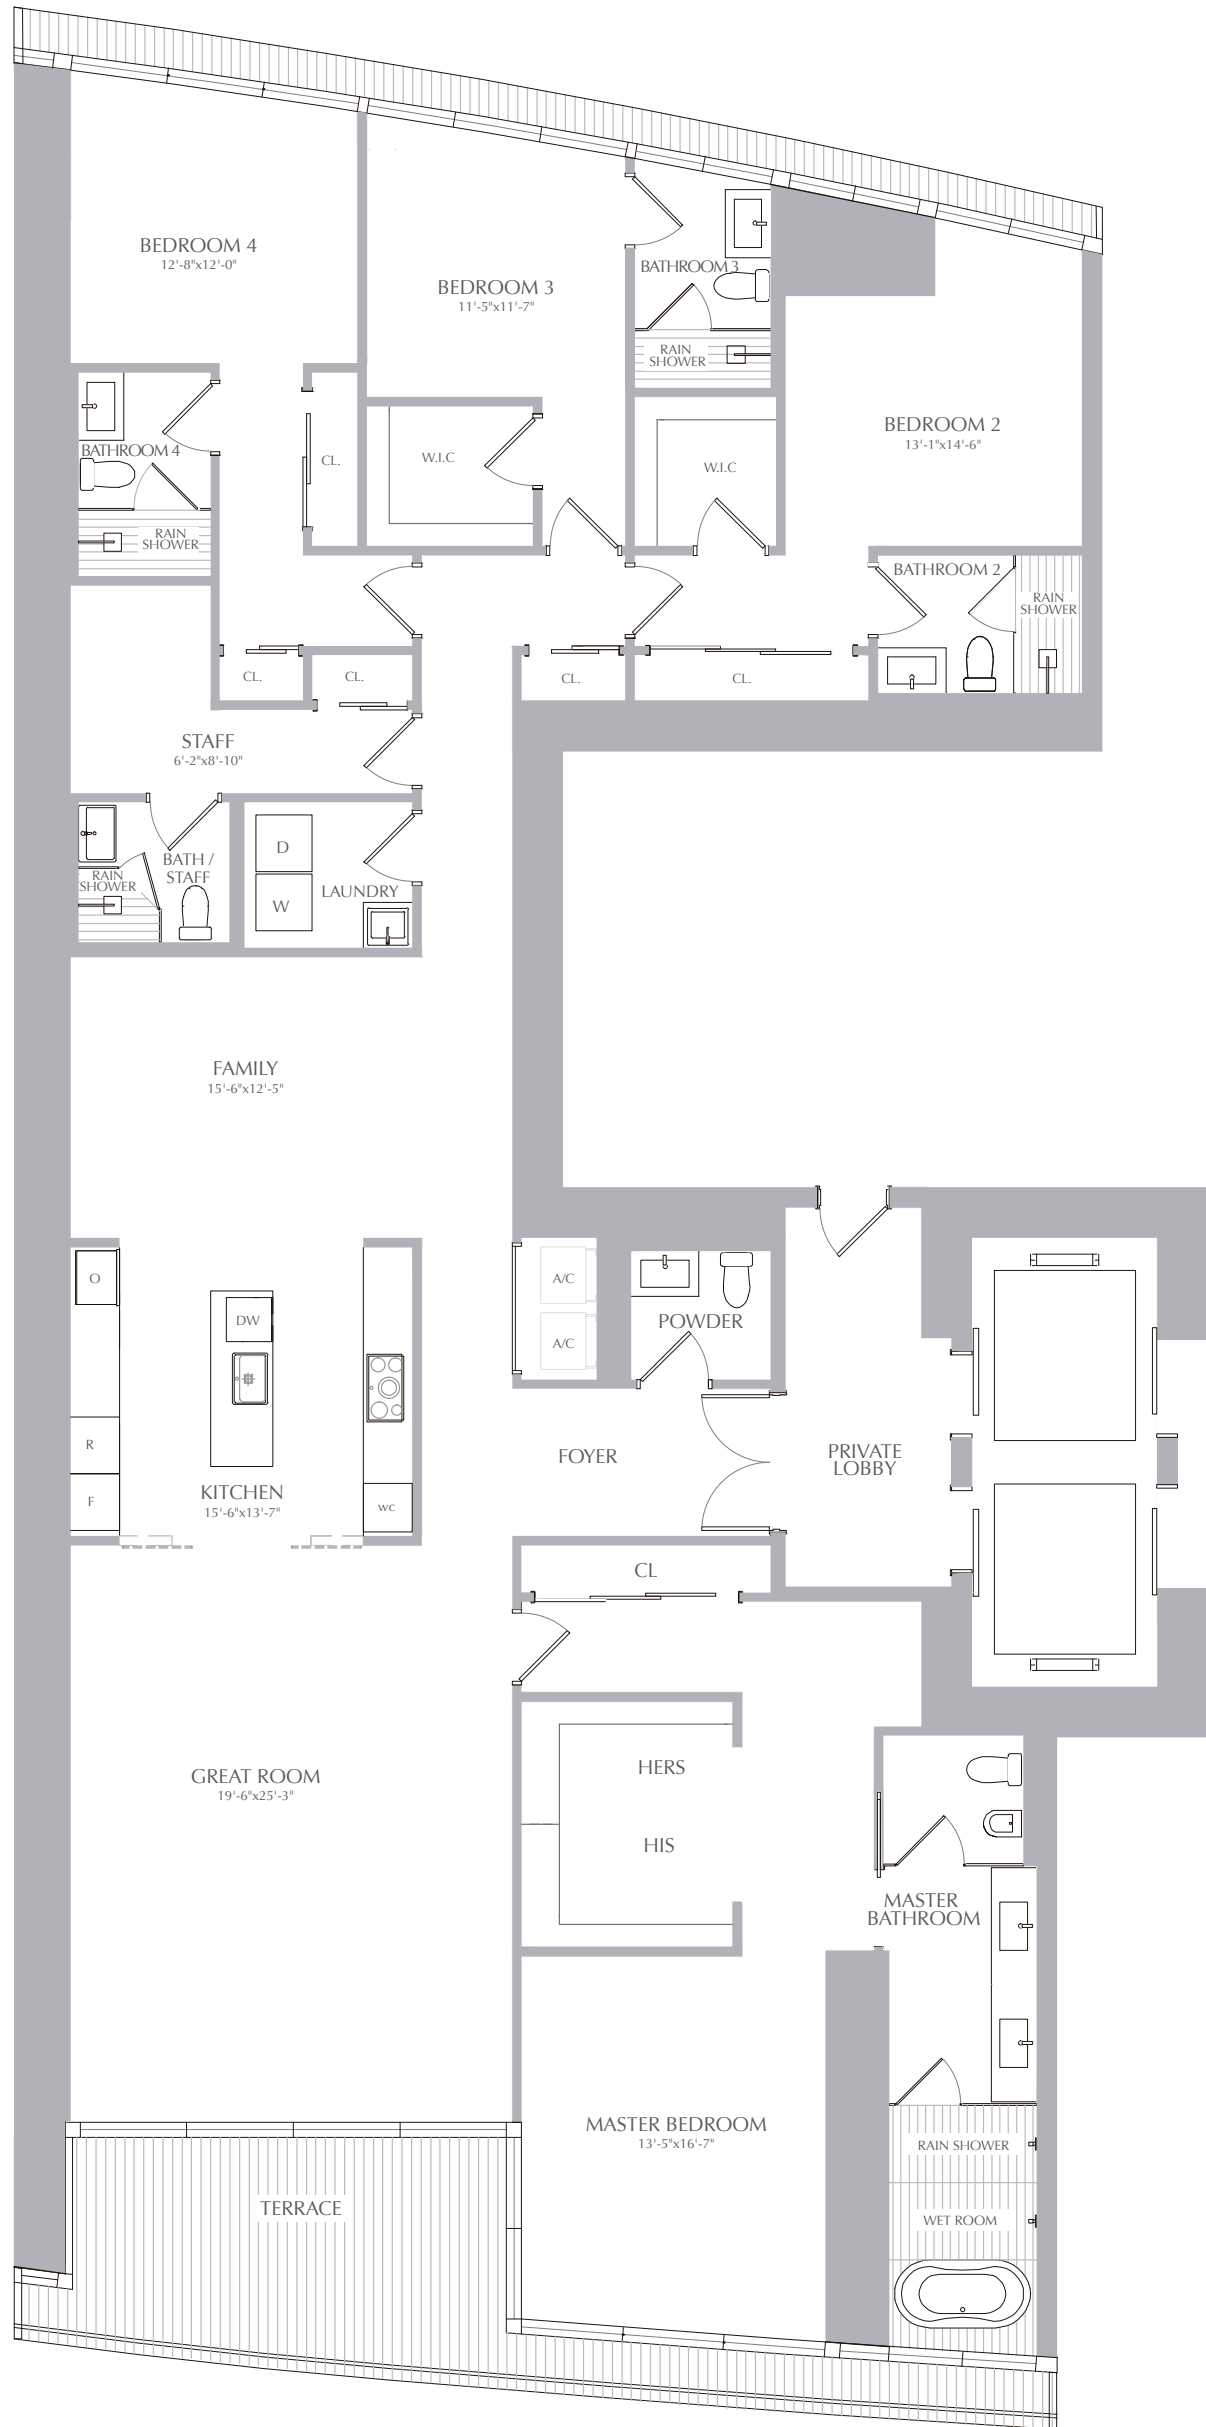 BEDROOM 4
12'-8"x12'-0"
BEDROOM 3
11'-5"x11'-7"
BATHROOM 3
RAIN
SHOWER
BEDROOM 2
13'-1"x14'-6"
BATHROOM 4
RAIN
SHOWER
CL.
W.I.C
W.I.C
BATHROOM 2
RAIN
SHOWER
CL.
CL.
CL.
CL.
STAFF
6'-2"x8'-10"
BATH /
STAFF
RAIN
SHOWER
D
W
LAUNDRY
FAMILY
15'-6"x12'-5"
O
DW
R
F
KITCHEN
15'-6"x13'-7"
wc
A/C
A/C
POWDER
FOYER
PRIVATE
LOBBY
CL
GREAT ROOM
19'-6"x25'-3"
HERS
HIS
MASTER
BATHROOM
MASTER BEDROOM
13'-5"x16'-7"
RAIN SHOWER
WET ROOM
TERRACE